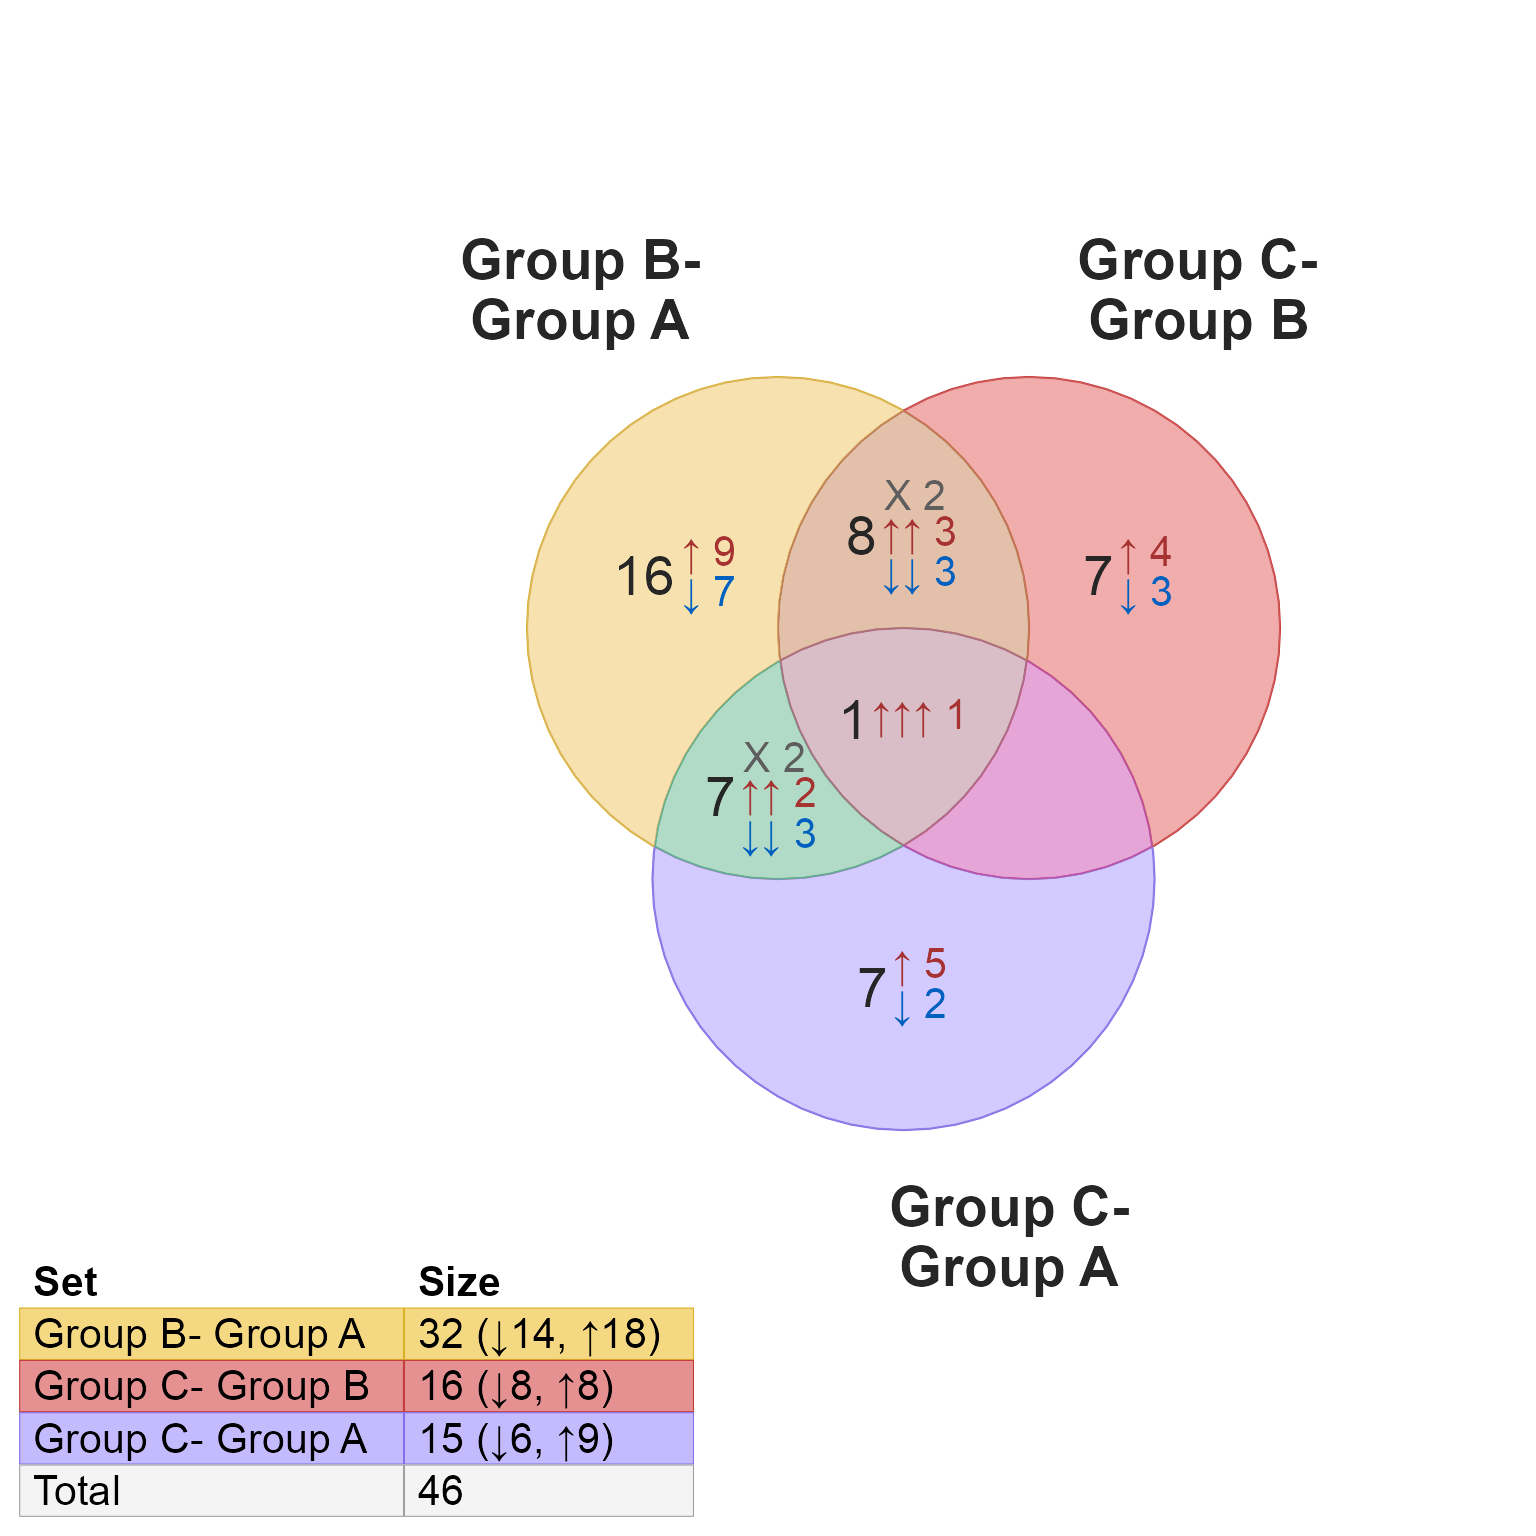 Group B-
Group A
Group C-
Group B
X 2
8 ↑↑ 3
↓↓ 3
16 ↑ 9
↓ 7
7 ↑ 4
↓ 3
1 ↑↑↑ 1
X 2
7 ↑↑ 2
↓↓ 3
7 ↑ 5
↓ 2
Group C-
Group A
Set Size
Group B- Group A 32 (↓14, ↑18)
Group C- Group B 16 (↓8, ↑8)
Group C- Group A 15 (↓6, ↑9)
Total 46